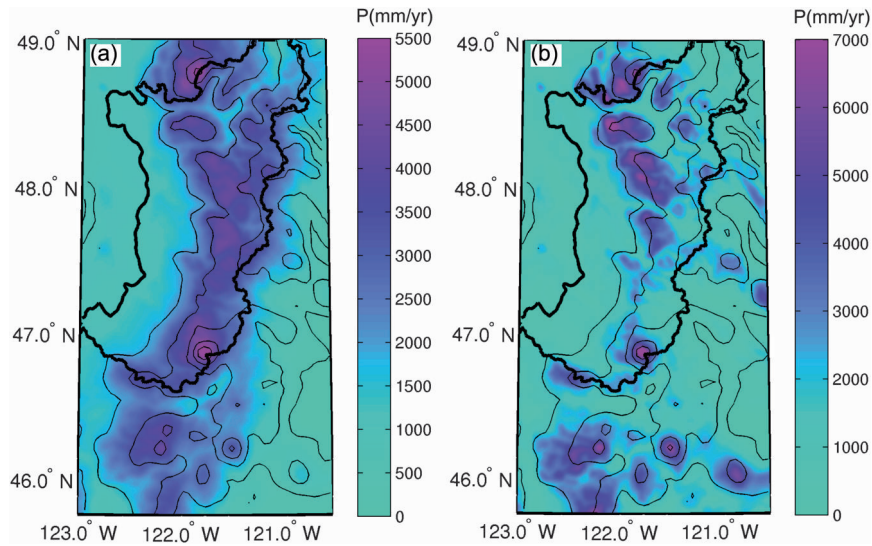 P(mm/yr)
P(mm/yr)
(a)
(b)
49.0° N
48.0° N
47.0° N
46.0° N
123.0° W
122.0° W
121.0° W
5500
5000
4500
4000
3500
3000
2500
2000
1500
1000
500
0
49.0° N
48.0° N
47.0° N
46.0° N
123.0° W
122.0° W
121.0° W
7000
6000
5000
4000
3000
2000
1000
0